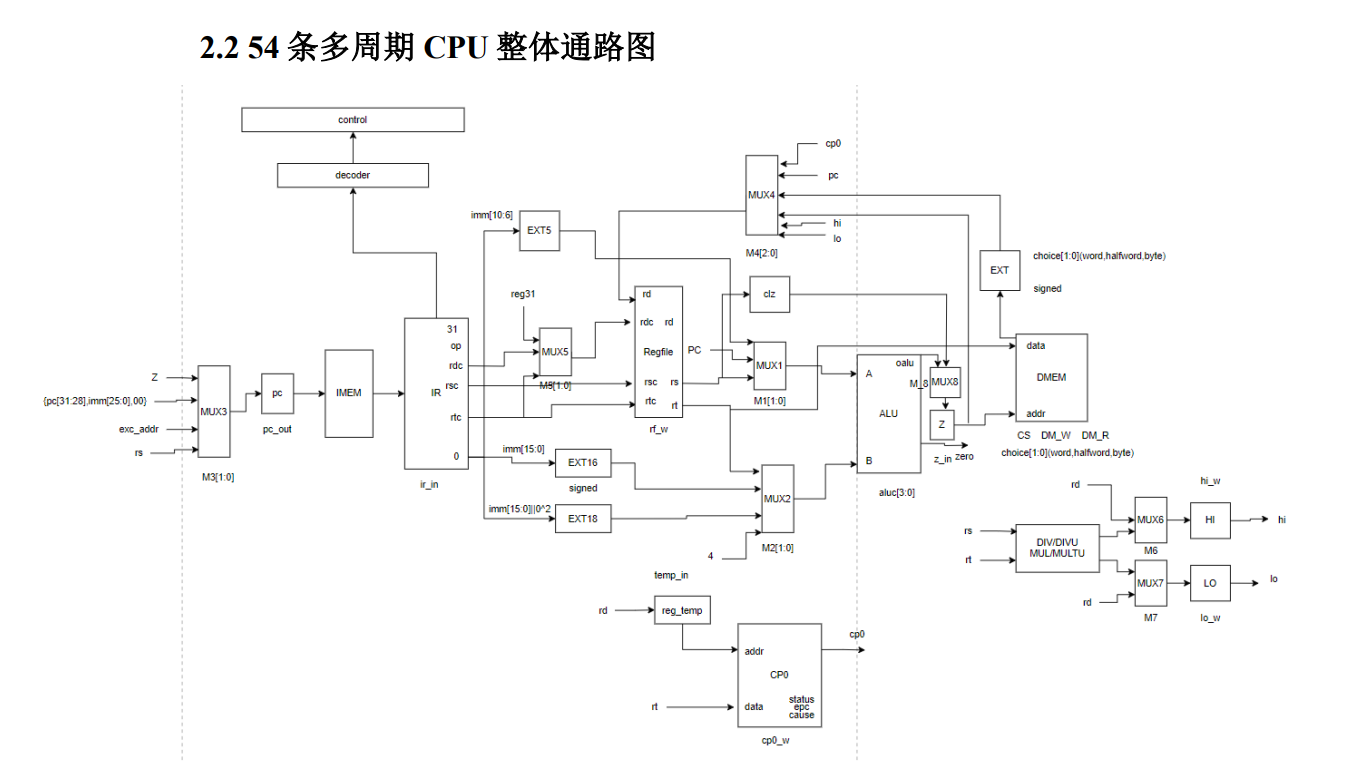 2.2 54 条多周期 CPU 整体通路图
control
decoder
cp0
pc
MUX4
hi
lo
M4[2:0]
imm[10:6]
EXT5
EXT
choice[1:0](word,halfword,byte)
signed
reg31
clz
rd
rdc
rd
Regfile
rsc
rs
rtc
rt
rf_w
PC
MUX1
M1[1:0]
MUX5
M5[1:0]
31
op
rdc
rsc
IR
rtc
0
ir_in
IMEM
pc
pc_out
Z
{pc[31:28],imm[25:0],00}
exc_addr
rs
MUX3
M3[1:0]
oalu
A
ALU
B
aluc[3:0]
M_8
MUX8
Z
z_in
zero
data
DMEM
addr
CS DM_W DM_R
choice[1:0](word,halfword,byte)
imm[15:0]
EXT16
signed
imm[15:0]||0^2
EXT18
MUX2
M2[1:0]
4
rd
hi_w
rs
DIV/DIVU
MUL/MULTU
rt
MUX6
M6
HI
hi
MUX7
M7
LO
lo
lo_w
rd
temp_in
rd
reg_temp
addr
CP0
cp0
rt
data
status
epc
cause
cp0_w